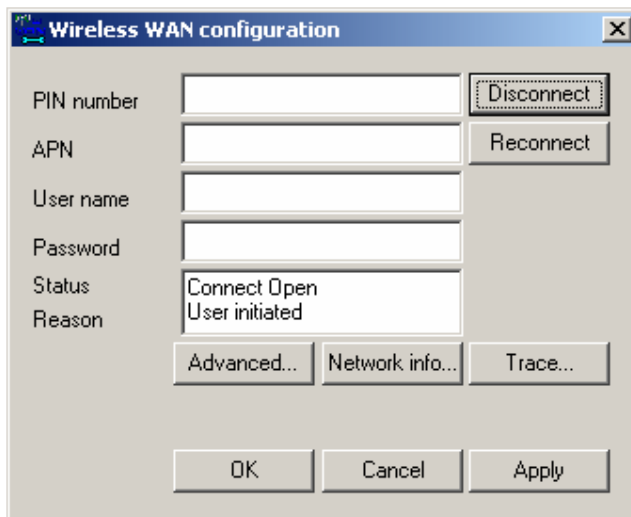 Wireless WAN configuration
PIN number
Disconnect
APN
Reconnect
User name
Password
Status
Connect Open
Reason
User initiated
Advanced...
Network info...
Trace...
OK
Cancel
Apply